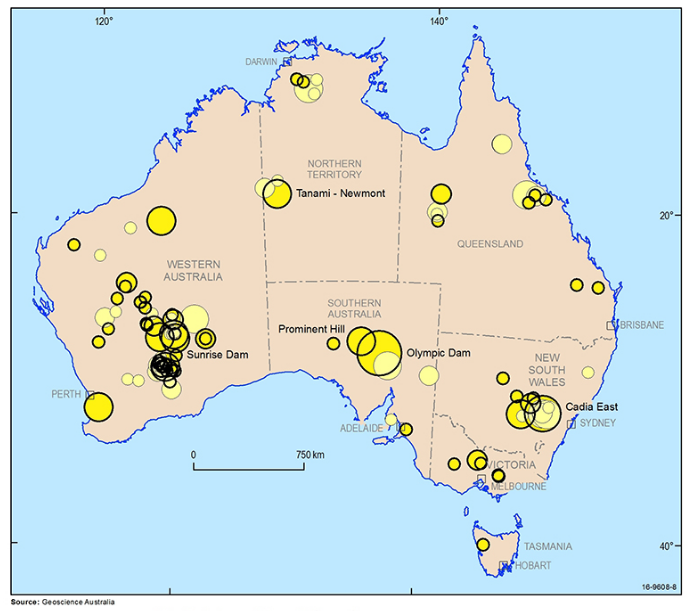 120°
140°
DARWIN
NORTHERN
TERRITORY
Tanami - Newmont
20°
QUEENSLAND
WESTERN
AUSTRALIA
SOUTHERN
AUSTRALIA
Prominent Hill
Olympic Dam
Sunrise Dam
BRISBANE
NEW
SOUTH
WALES
PERTH
Cadia East
SYDNEY
ADELAIDE
0
750 km
VICTORIA
MELBOURNE
TASMANIA
40°
HOBART
16-9608-8
Source: Geoscience Australia